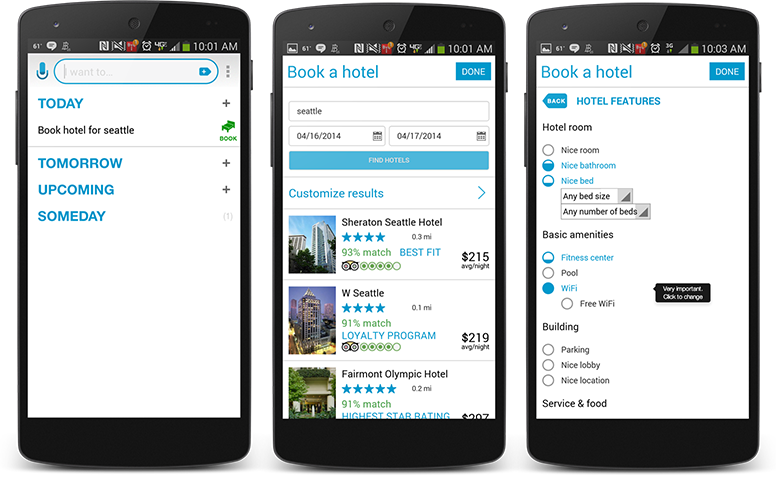 61° 10:01 AM
I want to...
TODAY +
Book hotel for seattle
BOOK
TOMORROW +
UPCOMING +
SOMEDAY (1)
61° 10:01 AM
Book a hotel DONE
seattle
04/16/2014 04/17/2014
FIND HOTELS
Customize results
Sheraton Seattle Hotel
0.3 mi
93% match BEST FIT
$215
avg/night
W Seattle
0.1 mi
91% match
LOYALTY PROGRAM
$219
avg/night
Fairmont Olympic Hotel
0.2 mi
91% match
HIGHEST STAR RATING
$297
61° 3G 10:03 AM
Book a hotel DONE
BACK HOTEL FEATURES
Hotel room
Nice room
Nice bathroom
Nice bed
Any bed size
Any number of beds
Basic amenities
Fitness center
Pool
WiFi
Very important.
Click to change
Free WiFi
Building
Parking
Nice lobby
Nice location
Service & food